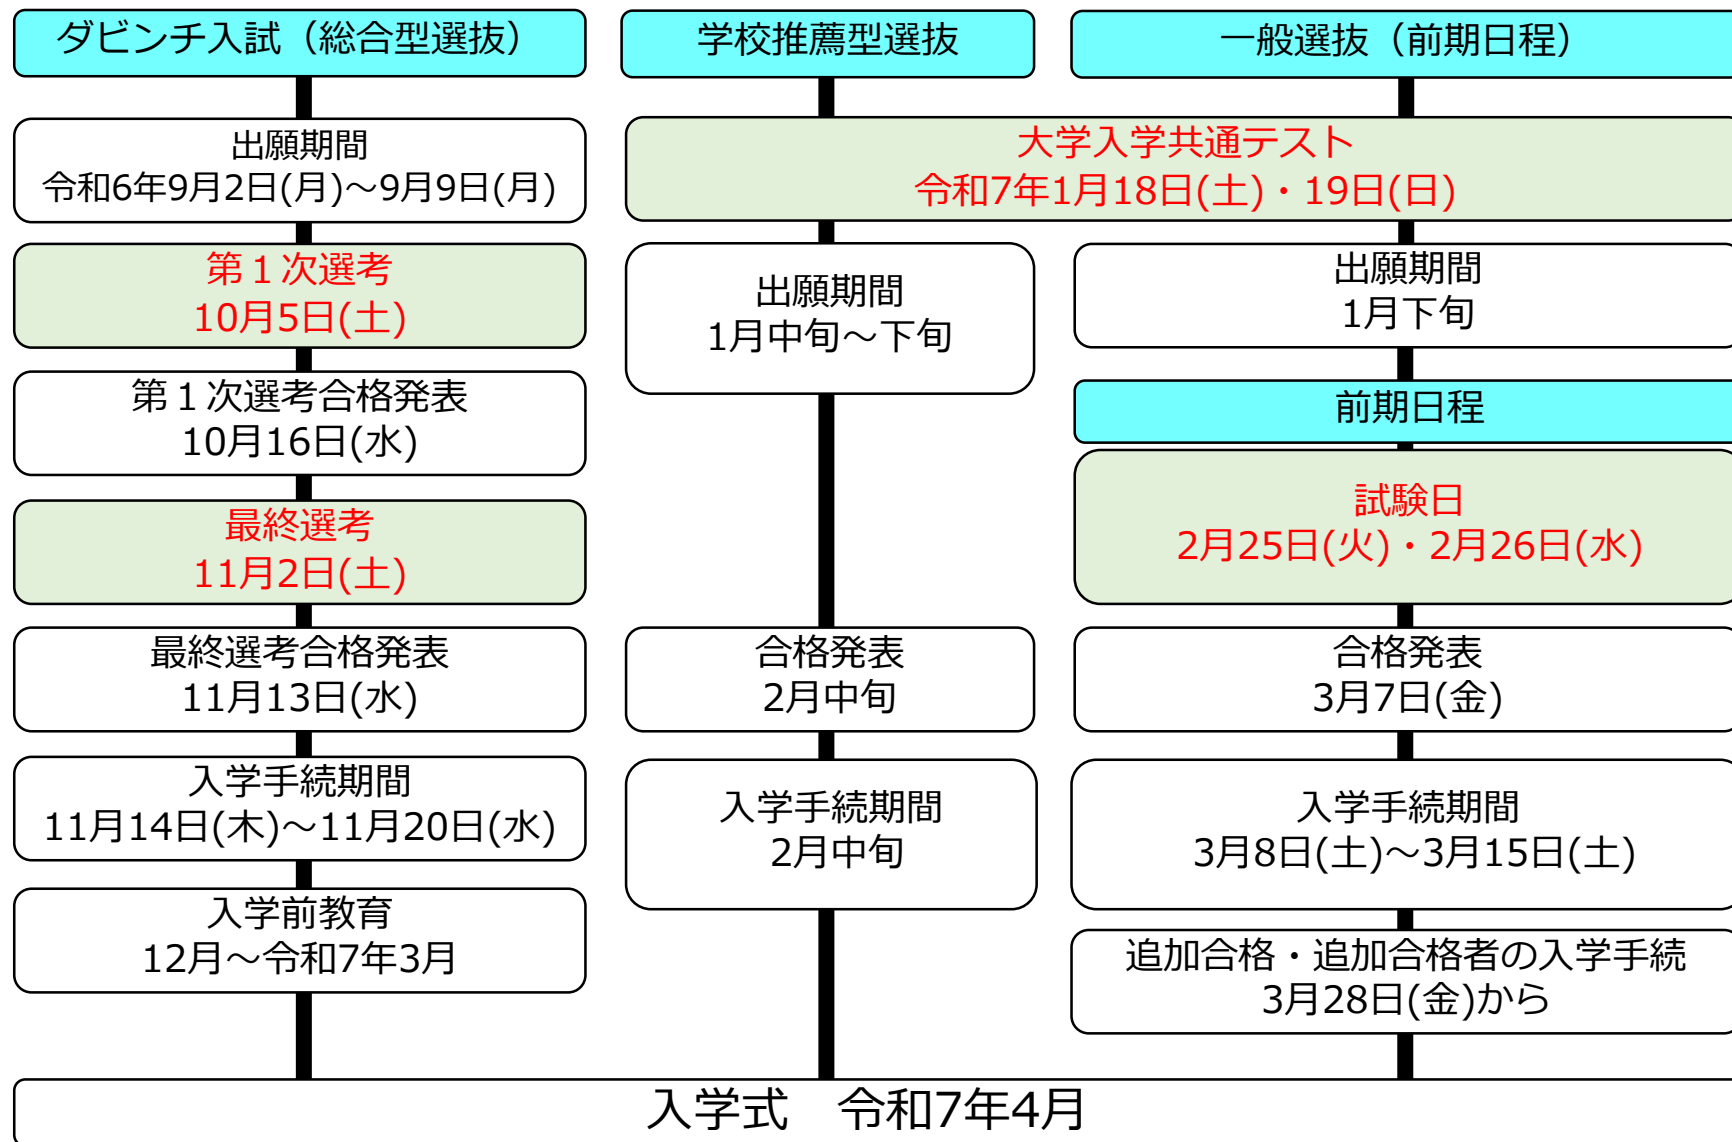 ダビンチ入試（総合型選抜）
出願期間
令和6年9月2日(月)～9月9日(月)
第１次選考
10月5日(土)
第１次選考合格発表
10月16日(水)
最終選考
11月2日(土)
最終選考合格発表
11月13日(水)
入学手続期間
11月14日(木)～11月20日(水)
入学前教育
12月～令和7年3月
学校推薦型選抜
一般選抜（前期日程）
大学入学共通テスト
令和7年1月18日(土)・19日(日)
出願期間
1月中旬～下旬
合格発表
2月中旬
入学手続期間
2月中旬
出願期間
1月下旬
前期日程
試験日
2月25日(火)・2月26日(水)
合格発表
3月7日(金)
入学手続期間
3月8日(土)～3月15日(土)
追加合格・追加合格者の入学手続
3月28日(金)から
入学式　令和7年4月